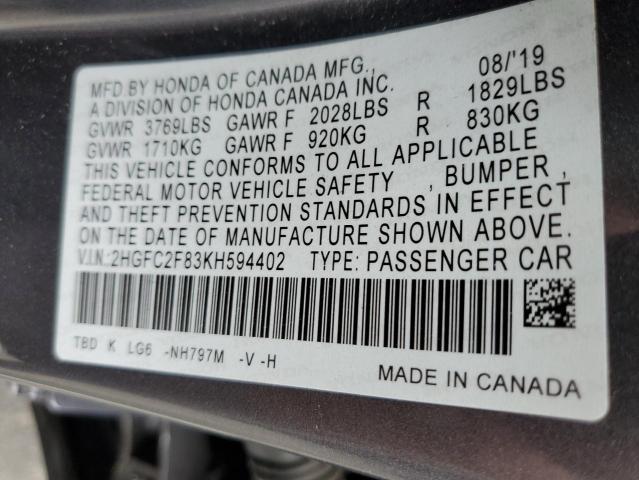 MFD.BY HONDA OF CANADA MFG., 08/'19
A DIVISION OF HONDA CANADA INC.
GVWR 3769LBS GAWR F 2028LBS R 1829LBS
GVWR 1710KG GAWR F 920KG R 830KG
THIS VEHICLE CONFORMS TO ALL APPLICABLE
FEDERAL MOTOR VEHICLE SAFETY , BUMPER ,
AND THEFT PREVENTION STANDARDS IN EFFECT
ON THE DATE OF MANUFACTURE SHOWN ABOVE.
V.I.N.:2HGFC2F83KH594402 TYPE: PASSENGER CAR
TBD K LG6 -NH797M -V -H
MADE IN CANADA